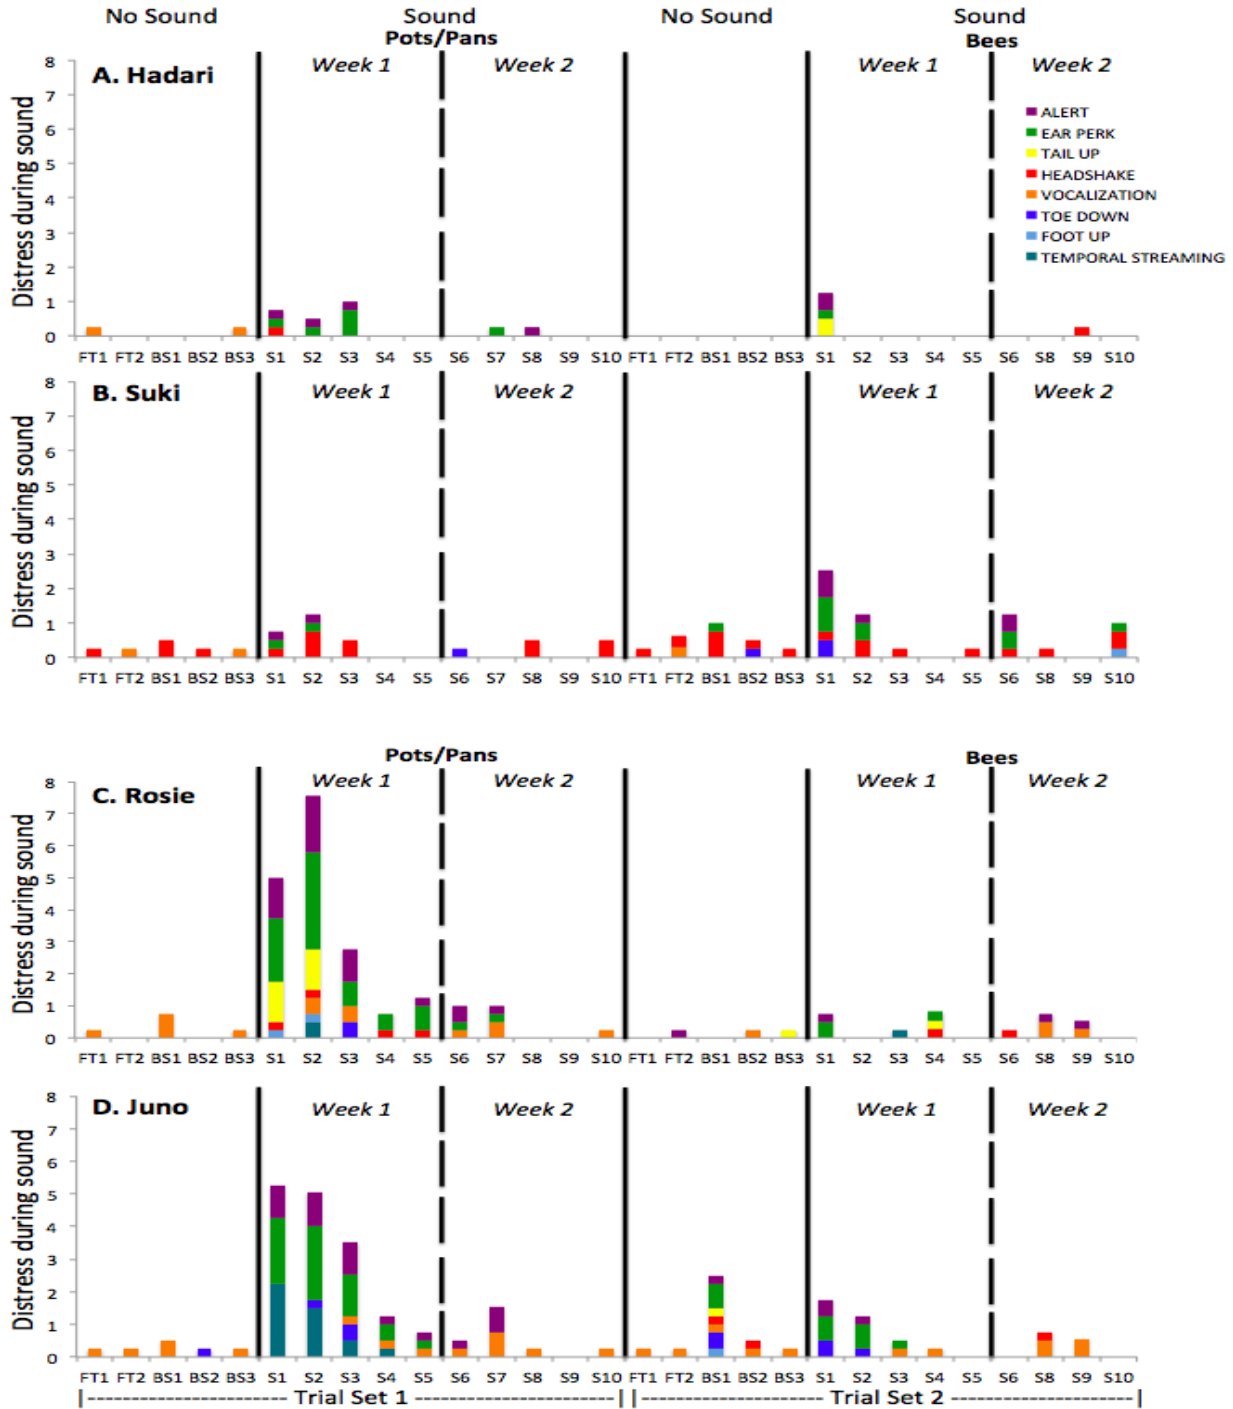 No Sound Sound No Sound Sound
Pots/Pans Bees
A. Hadari Week 1 Week 2 Week 1 Week 2
Distress during sound
8
7
6
5
4
3
2
1
0
ALERT
EAR PERK
TAIL UP
HEADSHAKE
VOCALIZATION
TOE DOWN
FOOT UP
TEMPORAL STREAMING
FT1 FT2 BS1 BS2 BS3 S1 S2 S3 S4 S5 S6 S7 S8 S9 S10 FT1 FT2 BS1 BS2 BS3 S1 S2 S3 S4 S5 S6 S8 S9 S10
B. Suki Week 1 Week 2 Week 1 Week 2
Distress during sound
8
7
6
5
4
3
2
1
0
FT1 FT2 BS1 BS2 BS3 S1 S2 S3 S4 S5 S6 S7 S8 S9 S10 FT1 FT2 BS1 BS2 BS3 S1 S2 S3 S4 S5 S6 S8 S9 S10
Pots/Pans Bees
C. Rosie Week 1 Week 2 Week 1 Week 2
Distress during sound
8
7
6
5
4
3
2
1
0
FT1 FT2 BS1 BS2 BS3 S1 S2 S3 S4 S5 S6 S7 S8 S9 S10 FT1 FT2 BS1 BS2 BS3 S1 S2 S3 S4 S5 S6 S8 S9 S10
D. Juno Week 1 Week 2 Week 1 Week 2
Distress during sound
8
7
6
5
4
3
2
1
0
FT1 FT2 BS1 BS2 BS3 S1 S2 S3 S4 S5 S6 S7 S8 S9 S10 FT1 FT2 BS1 BS2 BS3 S1 S2 S3 S4 S5 S6 S8 S9 S10
|----------------------- Trial Set 1 -----------------------| |---------------------- Trial Set 2 ----------------------|